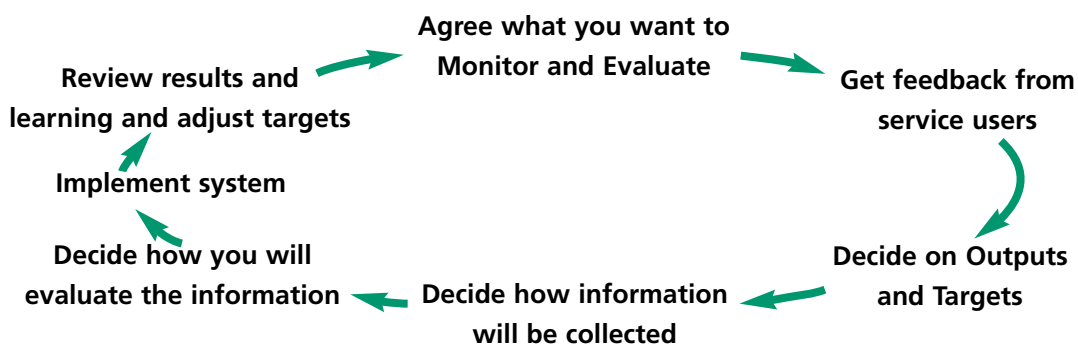 Agree what you want to
Monitor and Evaluate
Get feedback from
service users
Decide on Outputs
and Targets
Decide how information
will be collected
Decide how you will
evaluate the information
Implement system
Review results and
learning and adjust targets